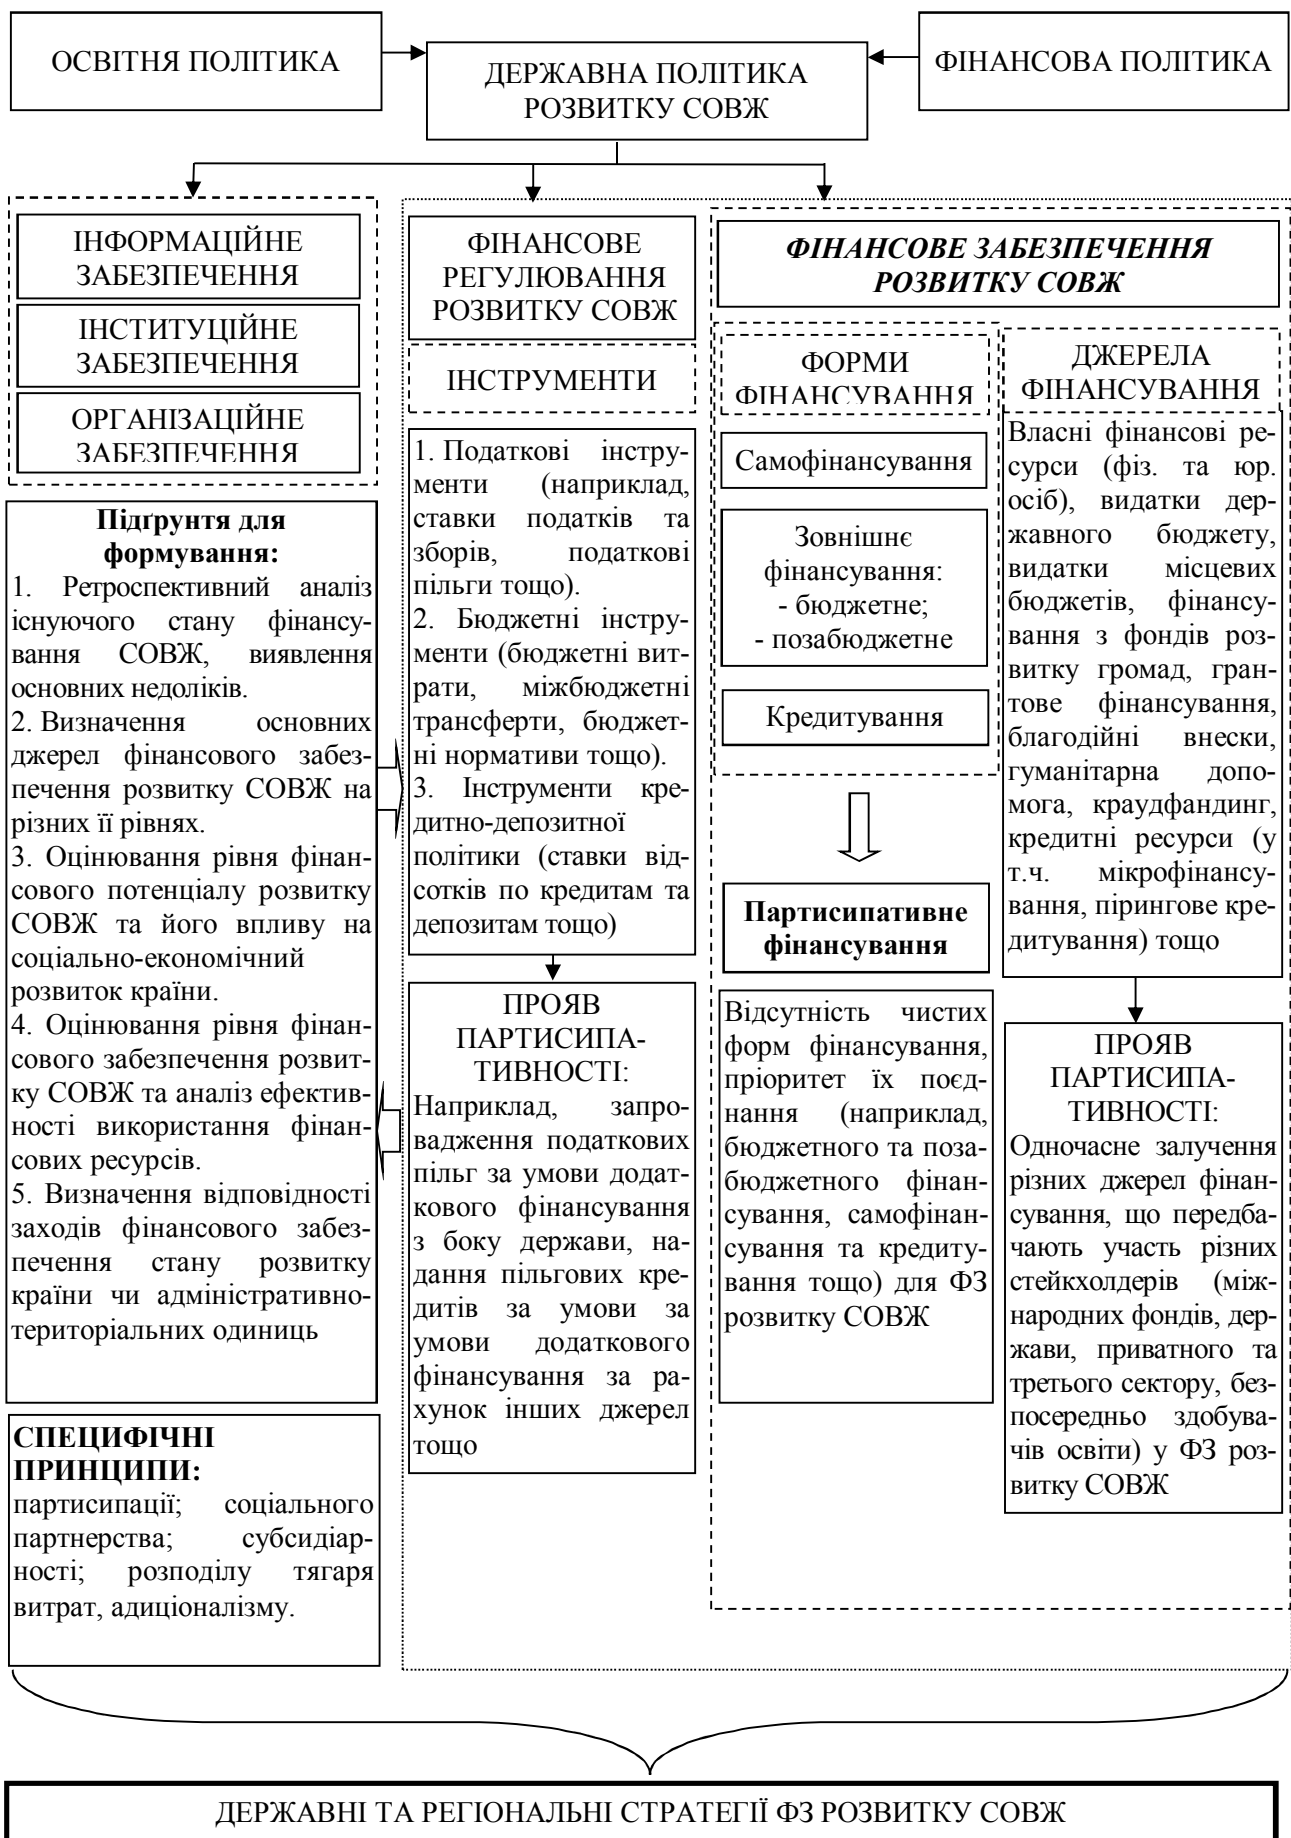 ОСВІТНЯ ПОЛІТИКА
ДЕРЖАВНА ПОЛІТИКА
РОЗВИТКУ СОВЖ
ФІНАНСОВА ПОЛІТИКА
ІНФОРМАЦІЙНЕ
ЗАБЕЗПЕЧЕННЯ
ІНСТИТУЦІЙНЕ
ЗАБЕЗПЕЧЕННЯ
ОРГАНІЗАЦІЙНЕ
ЗАБЕЗПЕЧЕННЯ
Підґрунтя для
формування:
1. Ретроспективний аналіз
існуючого стану фінансу-
вання СОВЖ, виявлення
основних недоліків.
2. Визначення основних
джерел фінансового забез-
печення розвитку СОВЖ на
різних її рівнях.
3. Оцінювання рівня фінан-
сового потенціалу розвитку
СОВЖ та його впливу на
соціально-економічний
розвиток країни.
4. Оцінювання рівня фінан-
сового забезпечення розвит-
ку СОВЖ та аналіз ефектив-
ності використання фінан-
сових ресурсів.
5. Визначення відповідності
заходів фінансового забез-
печення стану розвитку
країни чи адміністративно-
територіальних одиниць
СПЕЦИФІЧНІ
ПРИНЦИПИ:
партисипації; соціального
партнерства; субсидіар-
ності; розподілу тягаря
витрат, адиціоналізму.
ФІНАНСОВЕ
РЕГУЛЮВАННЯ
РОЗВИТКУ СОВЖ
ІНСТРУМЕНТИ
1. Податкові інстру-
менти (наприклад,
ставки податків та
зборів, податкові
пільги тощо).
2. Бюджетні інстру-
менти (бюджетні вит-
рати, міжбюджетні
трансферти, бюджет-
ні нормативи тощо).
3. Інструменти кре-
дитно-депозитної
політики (ставки від-
сотків по кредитам та
депозитам тощо)
ПРОЯВ
ПАРТИСИПА-
ТИВНОСТІ:
Наприклад, запро-
вадження податкових
пільг за умови додат-
кового фінансування
з боку держави, на-
дання пільгових кре-
дитів за умови за
умови додаткового
фінансування за ра-
хунок інших джерел
тощо
ФІНАНСОВЕ ЗАБЕЗПЕЧЕННЯ
РОЗВИТКУ СОВЖ
ФОРМИ
ФІНАНСУВАННЯ
Самофінансування
Зовнішнє
фінансування:
- бюджетне;
- позабюджетне
Кредитування
Партисипативне
фінансування
Відсутність чистих
форм фінансування,
пріоритет їх поєд-
нання (наприклад,
бюджетного та поза-
бюджетного фінан-
сування, самофінан-
сування та кредиту-
вання тощо) для ФЗ
розвитку СОВЖ
ДЖЕРЕЛА
ФІНАНСУВАННЯ
Власні фінансові ре-
сурси (фіз. та юр.
осіб), видатки дер-
жавного бюджету,
видатки місцевих
бюджетів, фінансу-
вання з фондів роз-
витку громад, гран-
тове фінансування,
благодійні внески,
гуманітарна допо-
мога, краудфандинг,
кредитні ресурси (у
т.ч. мікрофінансу-
вання, пірингове кре-
дитування) тощо
ПРОЯВ
ПАРТИСИПА-
ТИВНОСТІ:
Одночасне залучення
різних джерел фінан-
сування, що передба-
чають участь різних
стейкхолдерів (між-
народних фондів, дер-
жави, приватного та
третього сектору, без-
посередньо здобува-
чів освіти) у ФЗ роз-
витку СОВЖ
ДЕРЖАВНІ ТА РЕГІОНАЛЬНІ СТРАТЕГІЇ ФЗ РОЗВИТКУ СОВЖ